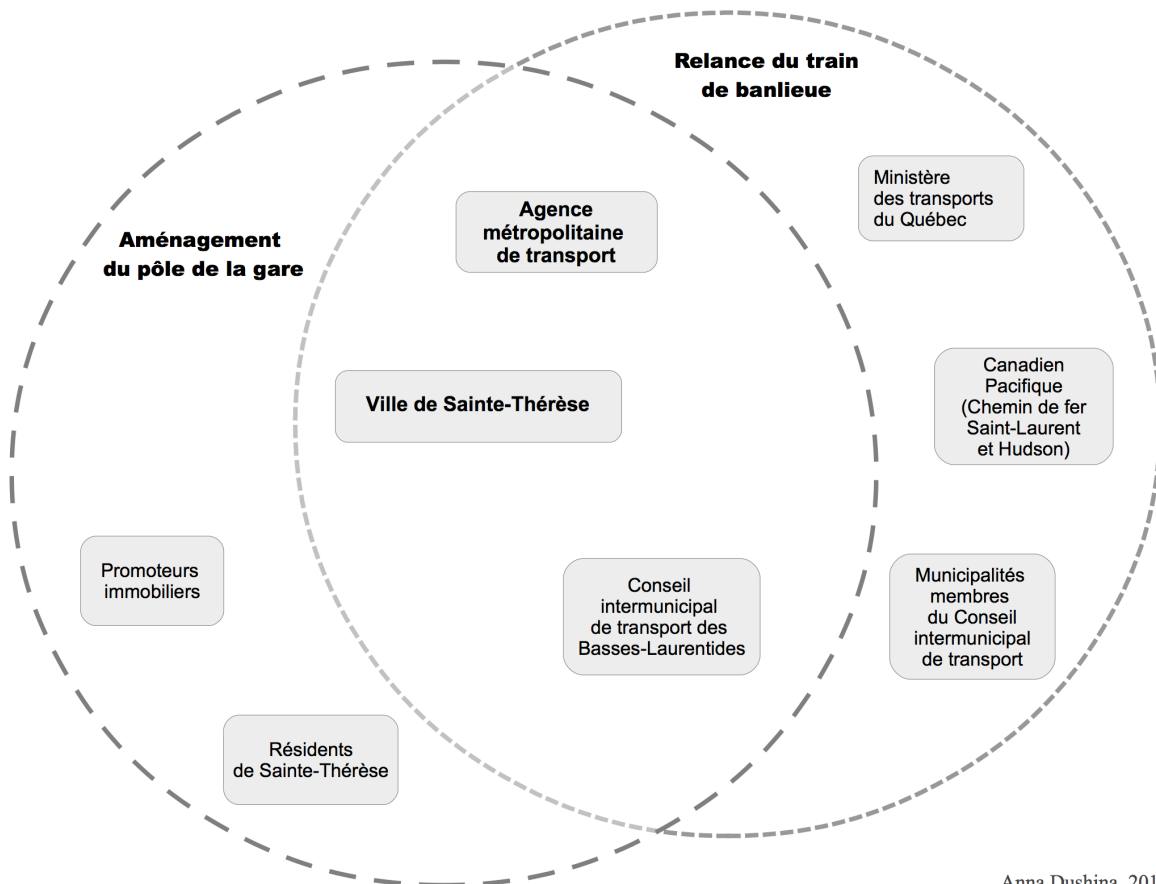 Relance du train
de banlieue
Aménagement
du pôle de la gare
Agence
métropolitaine
de transport
Ministère
des transports
du Québec
Ville de Sainte-Thérèse
Canadien
Pacifique
(Chemin de fer
Saint-Laurent
et Hudson)
Promoteurs
immobiliers
Conseil
intermunicipal
de transport des
Basses-Laurentides
Municipalités
membres
du Conseil
intermunicipal
de transport
Résidents
de Sainte-Thérèse
Anna Dushina, 201